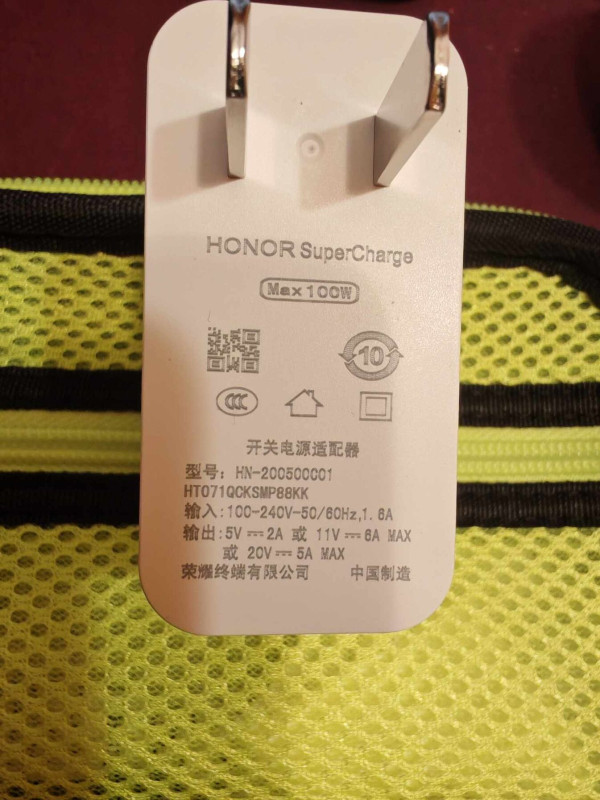 HONOR SuperCharge
Max 100W
10
CCC
开关电源适配器
型号: HN-200500C01
HT071QCKSMP88KK
输入:100-240V~50/60Hz,1.6A
输出:5V⎓2A 或 11V⎓6A MAX
或 20V⎓5A MAX
荣耀终端有限公司 中国制造